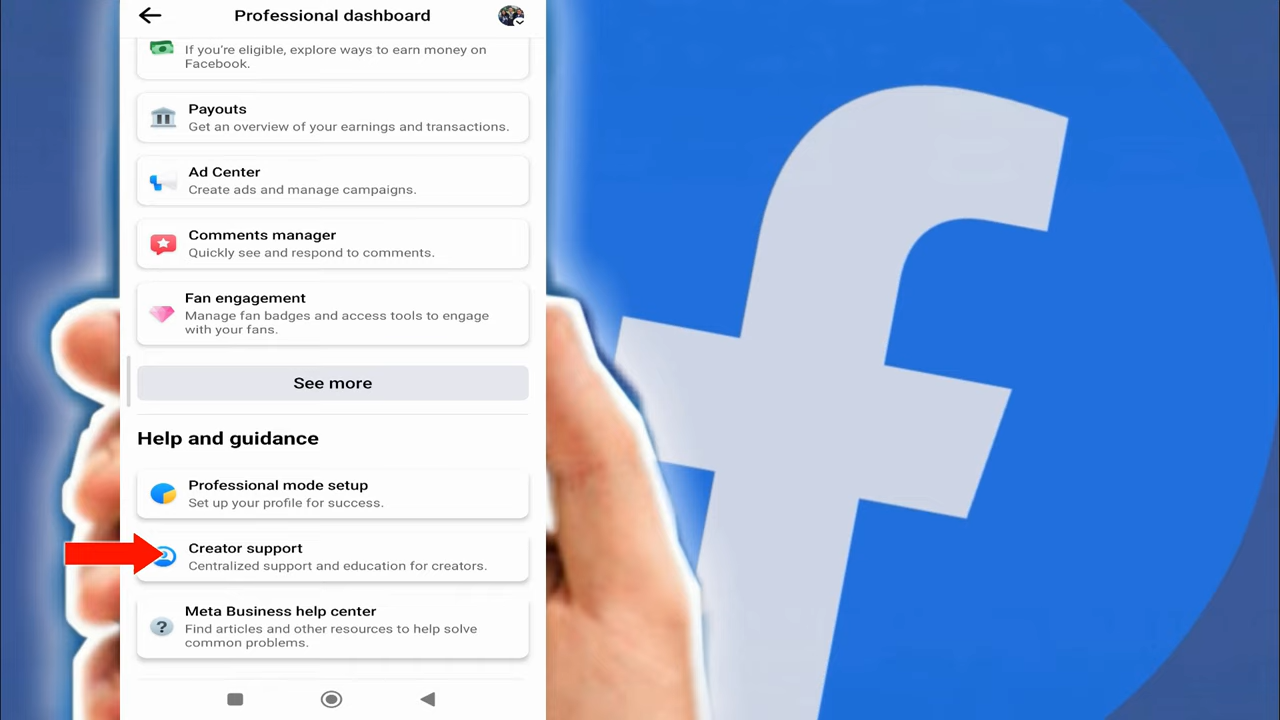 Professional dashboard
If you're eligible, explore ways to earn money on
Facebook.
Payouts
Get an overview of your earnings and transactions.
Ad Center
Create ads and manage campaigns.
Comments manager
Quickly see and respond to comments.
Fan engagement
Manage fan badges and access tools to engage
with your fans.
See more
Help and guidance
Professional mode setup
Set up your profile for success.
Creator support
Centralized support and education for creators.
Meta Business help center
Find articles and other resources to help solve
common problems.